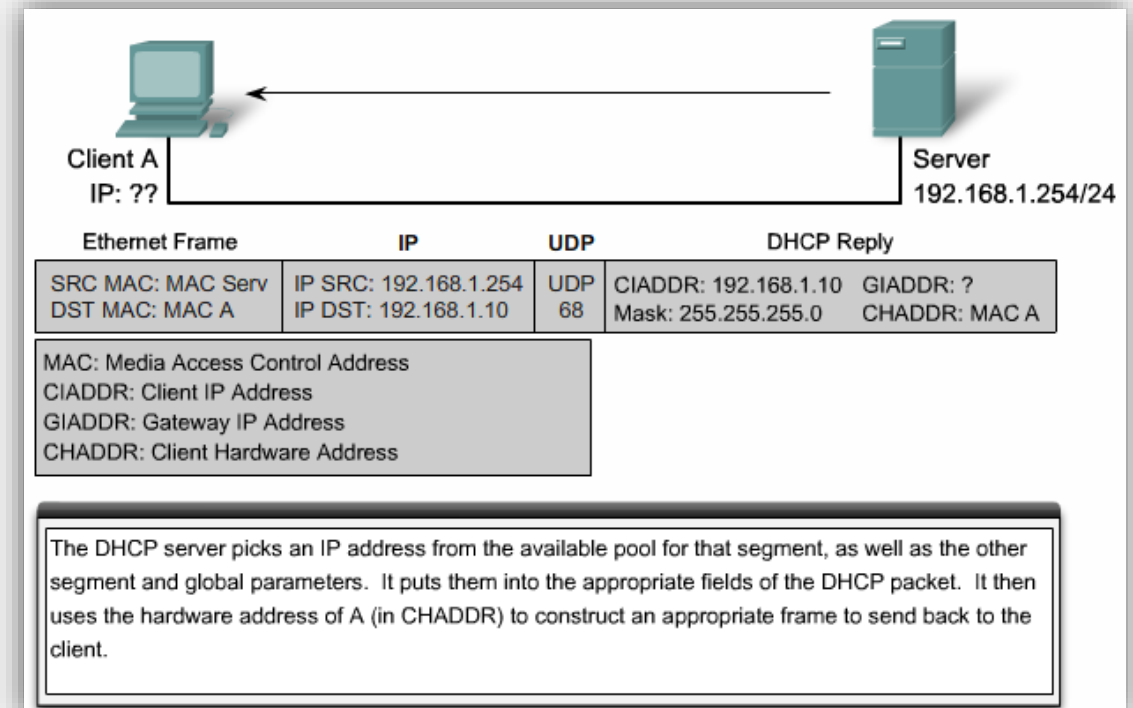 Client A
IP: ??
Server
192.168.1.254/24
Ethernet Frame IP UDP DHCP Reply
SRC MAC: MAC Serv IP SRC: 192.168.1.254 UDP CIADDR: 192.168.1.10 GIADDR: ?
DST MAC: MAC A IP DST: 192.168.1.10 68 Mask: 255.255.255.0 CHADDR: MAC A
MAC: Media Access Control Address
CIADDR: Client IP Address
GIADDR: Gateway IP Address
CHADDR: Client Hardware Address
The DHCP server picks an IP address from the available pool for that segment, as well as the other
segment and global parameters. It puts them into the appropriate fields of the DHCP packet. It then
uses the hardware address of A (in CHADDR) to construct an appropriate frame to send back to the
client.